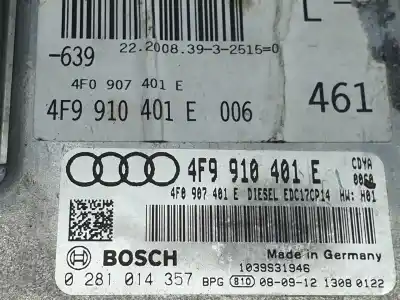 L-
22.2008.39-3-2515=0
-639
4F0 907 401 E
4F9 910 401 E 006
461
4F9 910 401 E
CDYA
0060
4F0 907 401 E DIESEL EDC17CP14 HW: H01
Made in Germany
BOSCH
1039S31946
0 281 014 357 BPG 810 08-09-12 1308 0122